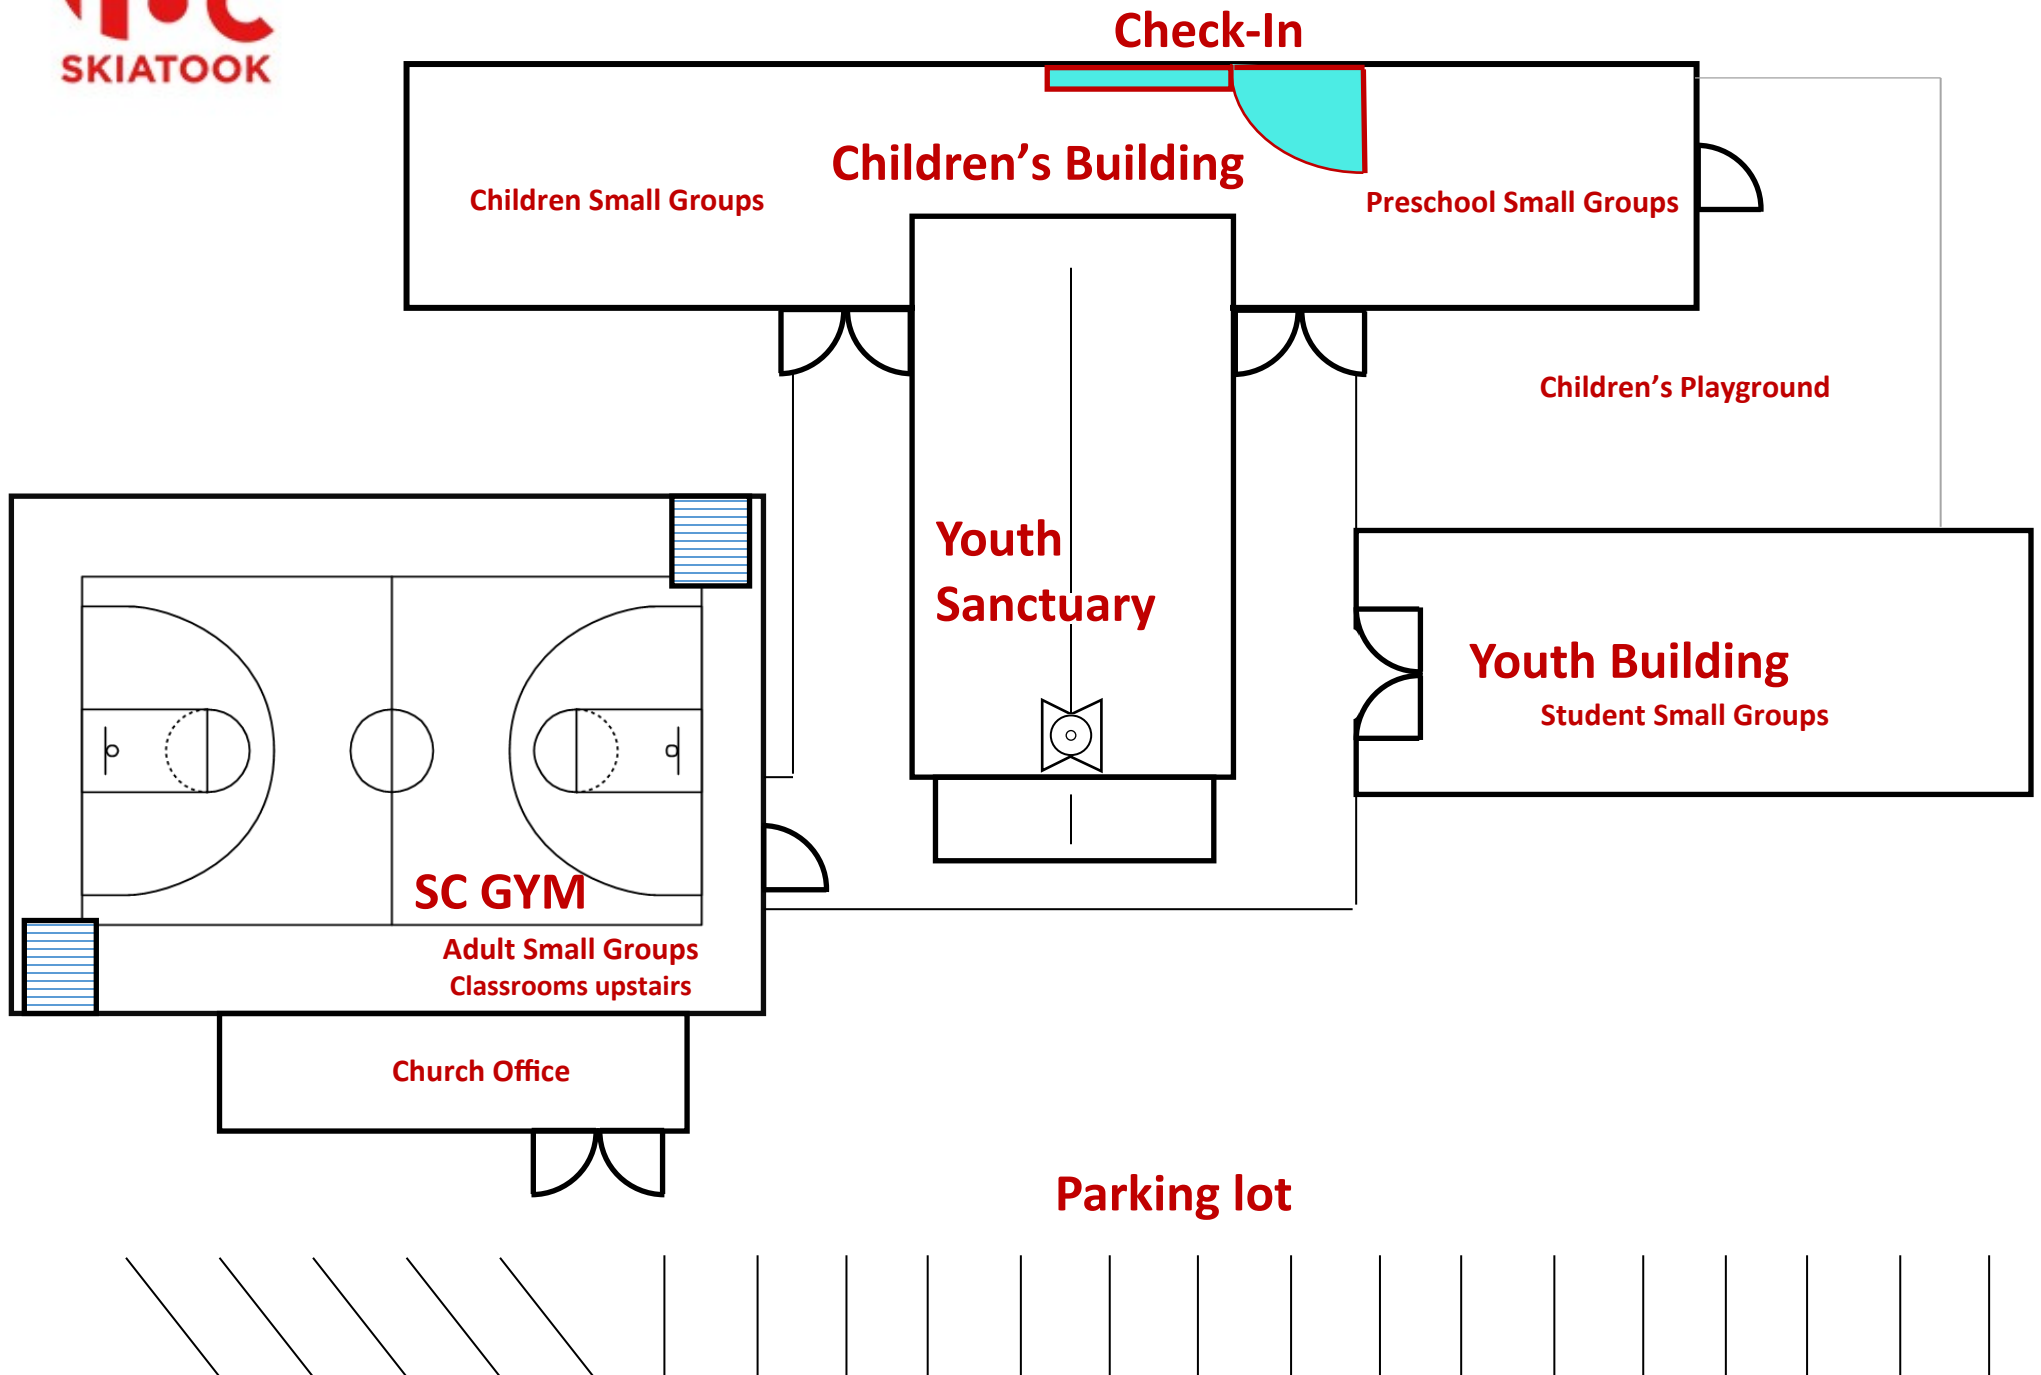 SKIATOOK
Check-In
Children’s Building
Children Small Groups
Preschool Small Groups
Children’s Playground
Youth
Sanctuary
Youth Building
Student Small Groups
SC GYM
Adult Small Groups
Classrooms upstairs
Church Office
Parking lot